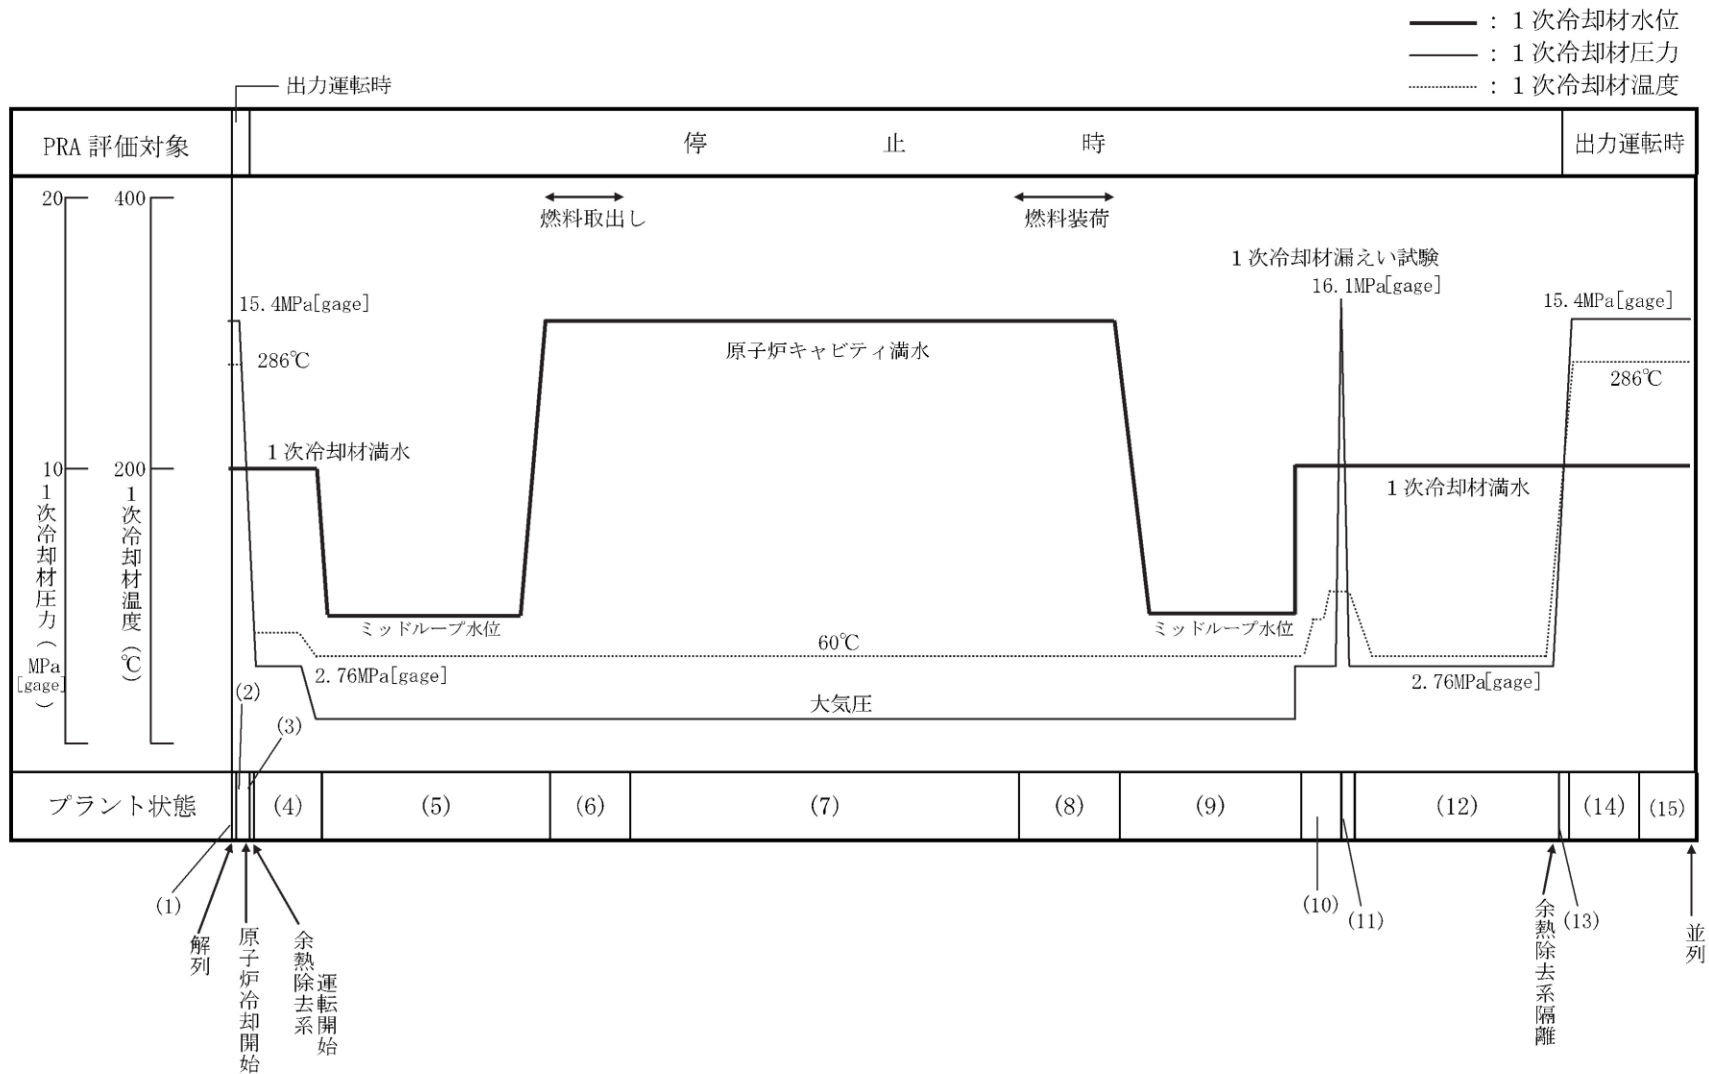 ：１次冷却材水位
：１次冷却材圧力
：１次冷却材温度
出力運転時
PRA 評価対象
停止時
出力運転時
20
400
燃料取出し
燃料装荷
１次冷却材漏えい試験
16.1MPa[gage]
15.4MPa[gage]
15.4MPa[gage]
原子炉キャビティ満水
286℃
286℃
１次冷却材満水
10
200
１次冷却材満水
１次冷却材圧力（MPa[gage]）
１次冷却材温度（℃）
ミッドループ水位
ミッドループ水位
60℃
2.76MPa[gage]
2.76MPa[gage]
大気圧
(2)
(3)
プラント状態
(4)
(5)
(6)
(7)
(8)
(9)
(12)
(14)
(15)
(1)
(10)
(11)
(13)
解列
原子炉冷却開始
余熱除去系
運転開始
余熱除去系隔離
並列